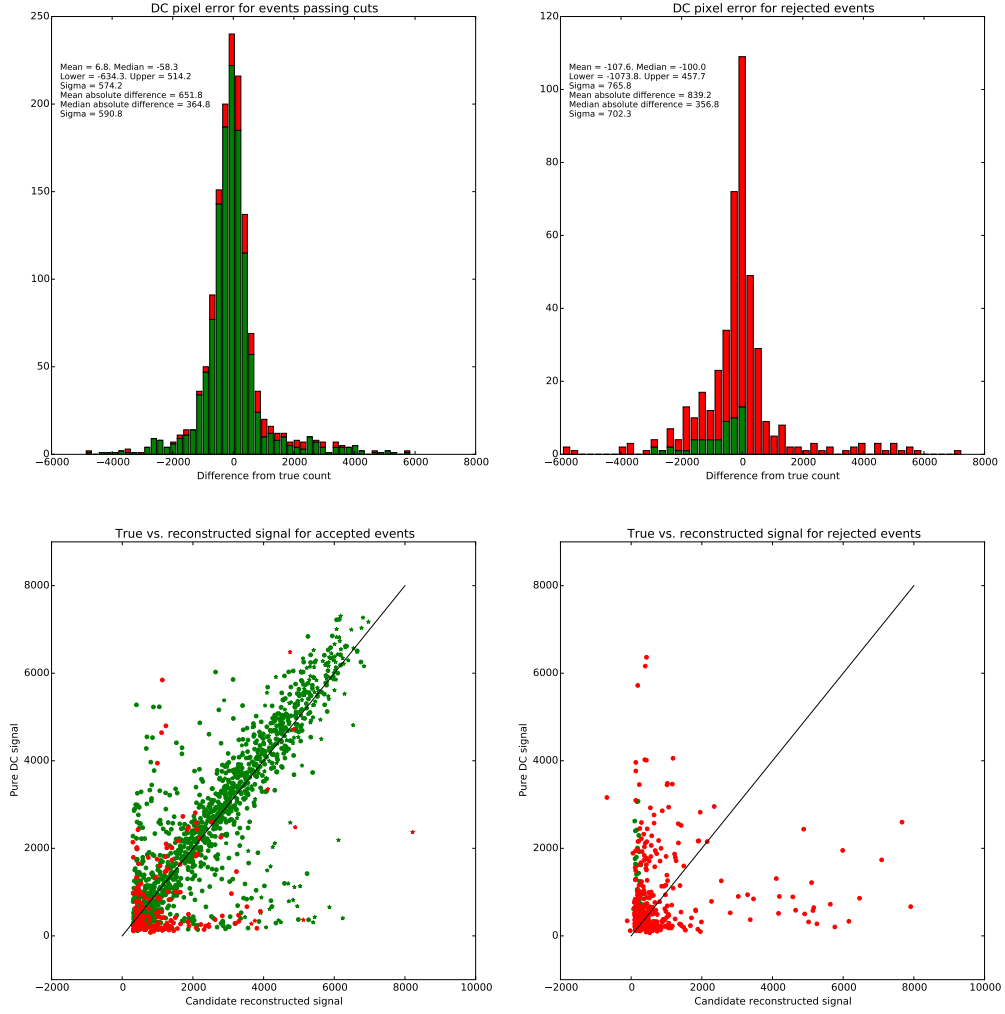 DC pixel error for events passing cuts
250
200
150
100
50
0
Mean = 6.8. Median = -58.3
Lower = -634.3. Upper = 514.2
Sigma = 574.2
Mean absolute difference = 651.8
Median absolute difference = 364.8
Sigma = 590.8
−6000 −4000 −2000 0 2000 4000 6000 8000
Difference from true count
DC pixel error for rejected events
120
100
80
60
40
20
0
Mean = -107.6. Median = -100.0
Lower = -1073.8. Upper = 457.7
Sigma = 765.8
Mean absolute difference = 839.2
Median absolute difference = 356.8
Sigma = 702.3
−6000 −4000 −2000 0 2000 4000 6000 8000
Difference from true count
True vs. reconstructed signal for accepted events
8000
6000
4000
2000
0
Pure DC signal
−2000 0 2000 4000 6000 8000 10000
Candidate reconstructed signal
True vs. reconstructed signal for rejected events
8000
6000
4000
2000
0
Pure DC signal
−2000 0 2000 4000 6000 8000 10000
Candidate reconstructed signal